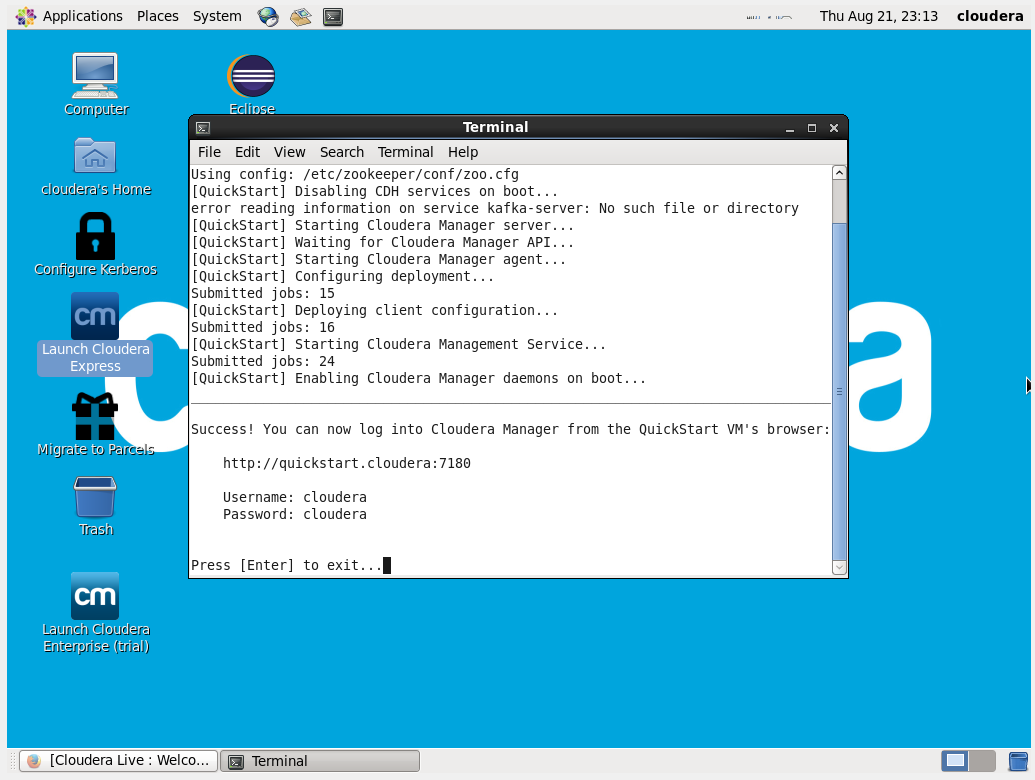 Applications Places System
Thu Aug 21, 23:13 cloudera
Computer
Eclipse
cloudera's Home
Configure Kerberos
cm
Launch Cloudera
Express
Migrate to Parcels
Trash
cm
Launch Cloudera
Enterprise (trial)
Terminal
File Edit View Search Terminal Help
Using config: /etc/zookeeper/conf/zoo.cfg
[QuickStart] Disabling CDH services on boot...
error reading information on service kafka-server: No such file or directory
[QuickStart] Starting Cloudera Manager server...
[QuickStart] Waiting for Cloudera Manager API...
[QuickStart] Starting Cloudera Manager agent...
[QuickStart] Configuring deployment...
Submitted jobs: 15
[QuickStart] Deploying client configuration...
Submitted jobs: 16
[QuickStart] Starting Cloudera Management Service...
Submitted jobs: 24
[QuickStart] Enabling Cloudera Manager daemons on boot...
Success! You can now log into Cloudera Manager from the QuickStart VM's browser:
http://quickstart.cloudera:7180
Username: cloudera
Password: cloudera
Press [Enter] to exit...
[Cloudera Live : Welco...
Terminal